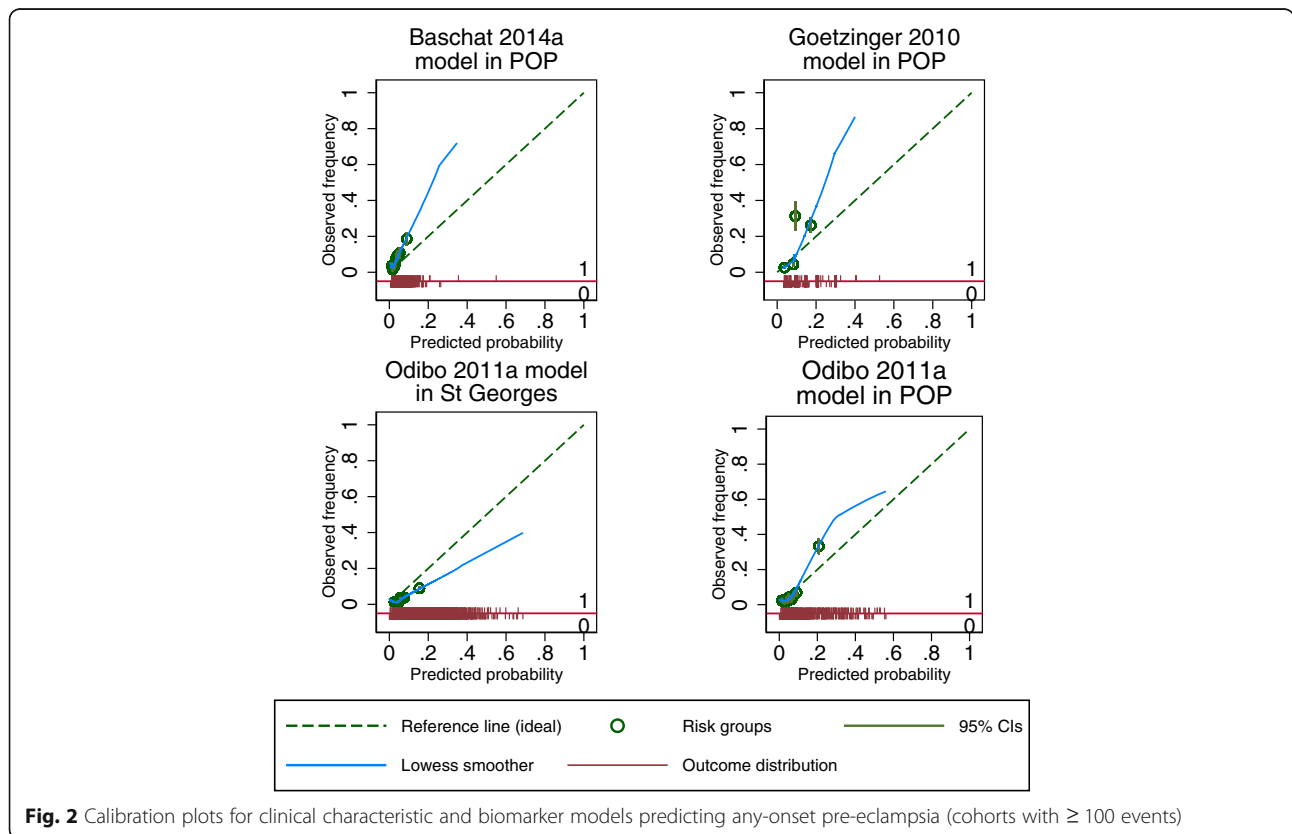 Baschat 2014a
model in POP
Observed frequency
0 .2 .4 .6 .8 1
1
0
0 .2 .4 .6 .8 1
Predicted probability
Goetzinger 2010
model in POP
Observed frequency
0 .2 .4 .6 .8 1
1
0
0 .2 .4 .6 .8 1
Predicted probability
Odibo 2011a model
in St Georges
Observed frequency
0 .2 .4 .6 .8 1
1
0
0 .2 .4 .6 .8 1
Predicted probability
Odibo 2011a
model in POP
Observed frequency
0 .2 .4 .6 .8 1
1
0
0 .2 .4 .6 .8 1
Predicted probability
Reference line (ideal) Risk groups 95% CIs
Lowess smoother Outcome distribution
Fig. 2 Calibration plots for clinical characteristic and biomarker models predicting any-onset pre-eclampsia (cohorts with ≥ 100 events)